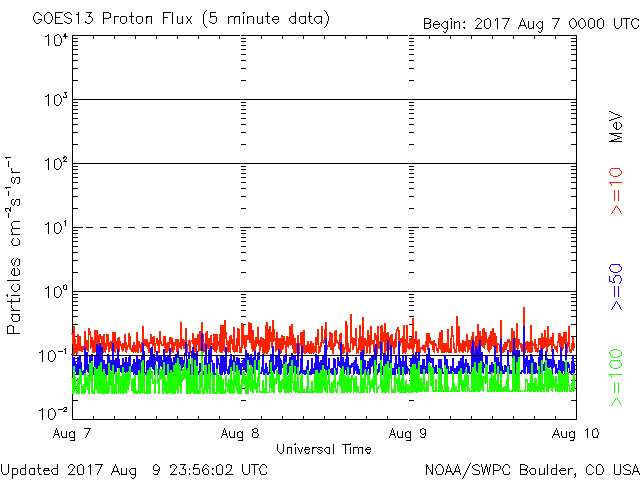 GOES13 Proton Flux (5 minute data)
Begin: 2017 Aug 7 0000 UTC
Particles cm⁻²s⁻¹sr⁻¹
10⁴
10³
10²
10¹
10⁰
10⁻¹
10⁻²
MeV
>=10
>=50
>=100
Aug 7
Aug 8
Aug 9
Aug 10
Universal Time
Updated 2017 Aug 9 23:56:02 UTC
NOAA/SWPC Boulder, CO USA